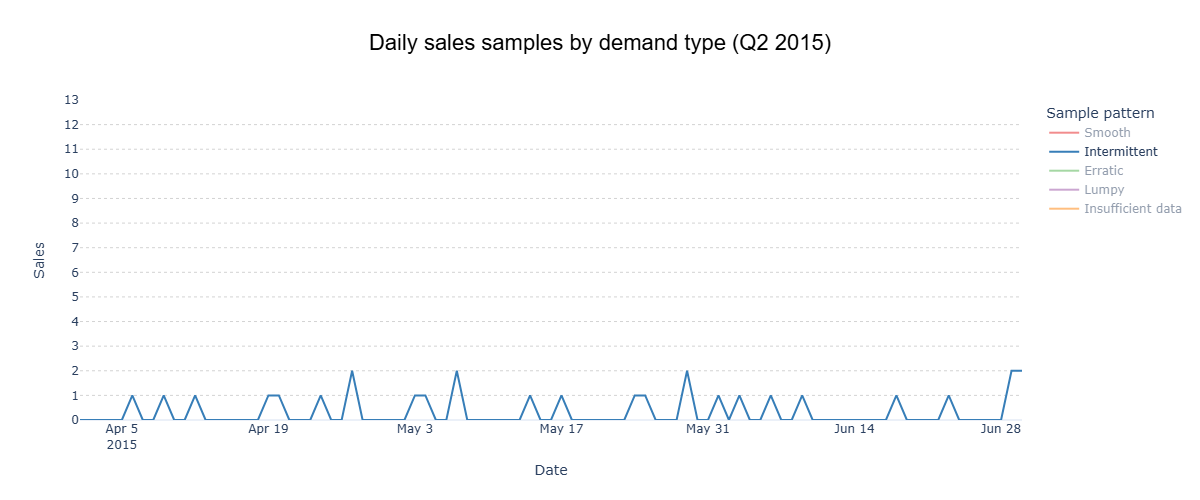 Daily sales samples by demand type (Q2 2015)
13
12
11
10
9
8
7
6
5
4
3
2
1
0
Sales
Apr 5
2015
Apr 19
May 3
May 17
May 31
Jun 14
Jun 28
Date
Sample pattern
Smooth
Intermittent
Erratic
Lumpy
Insufficient data